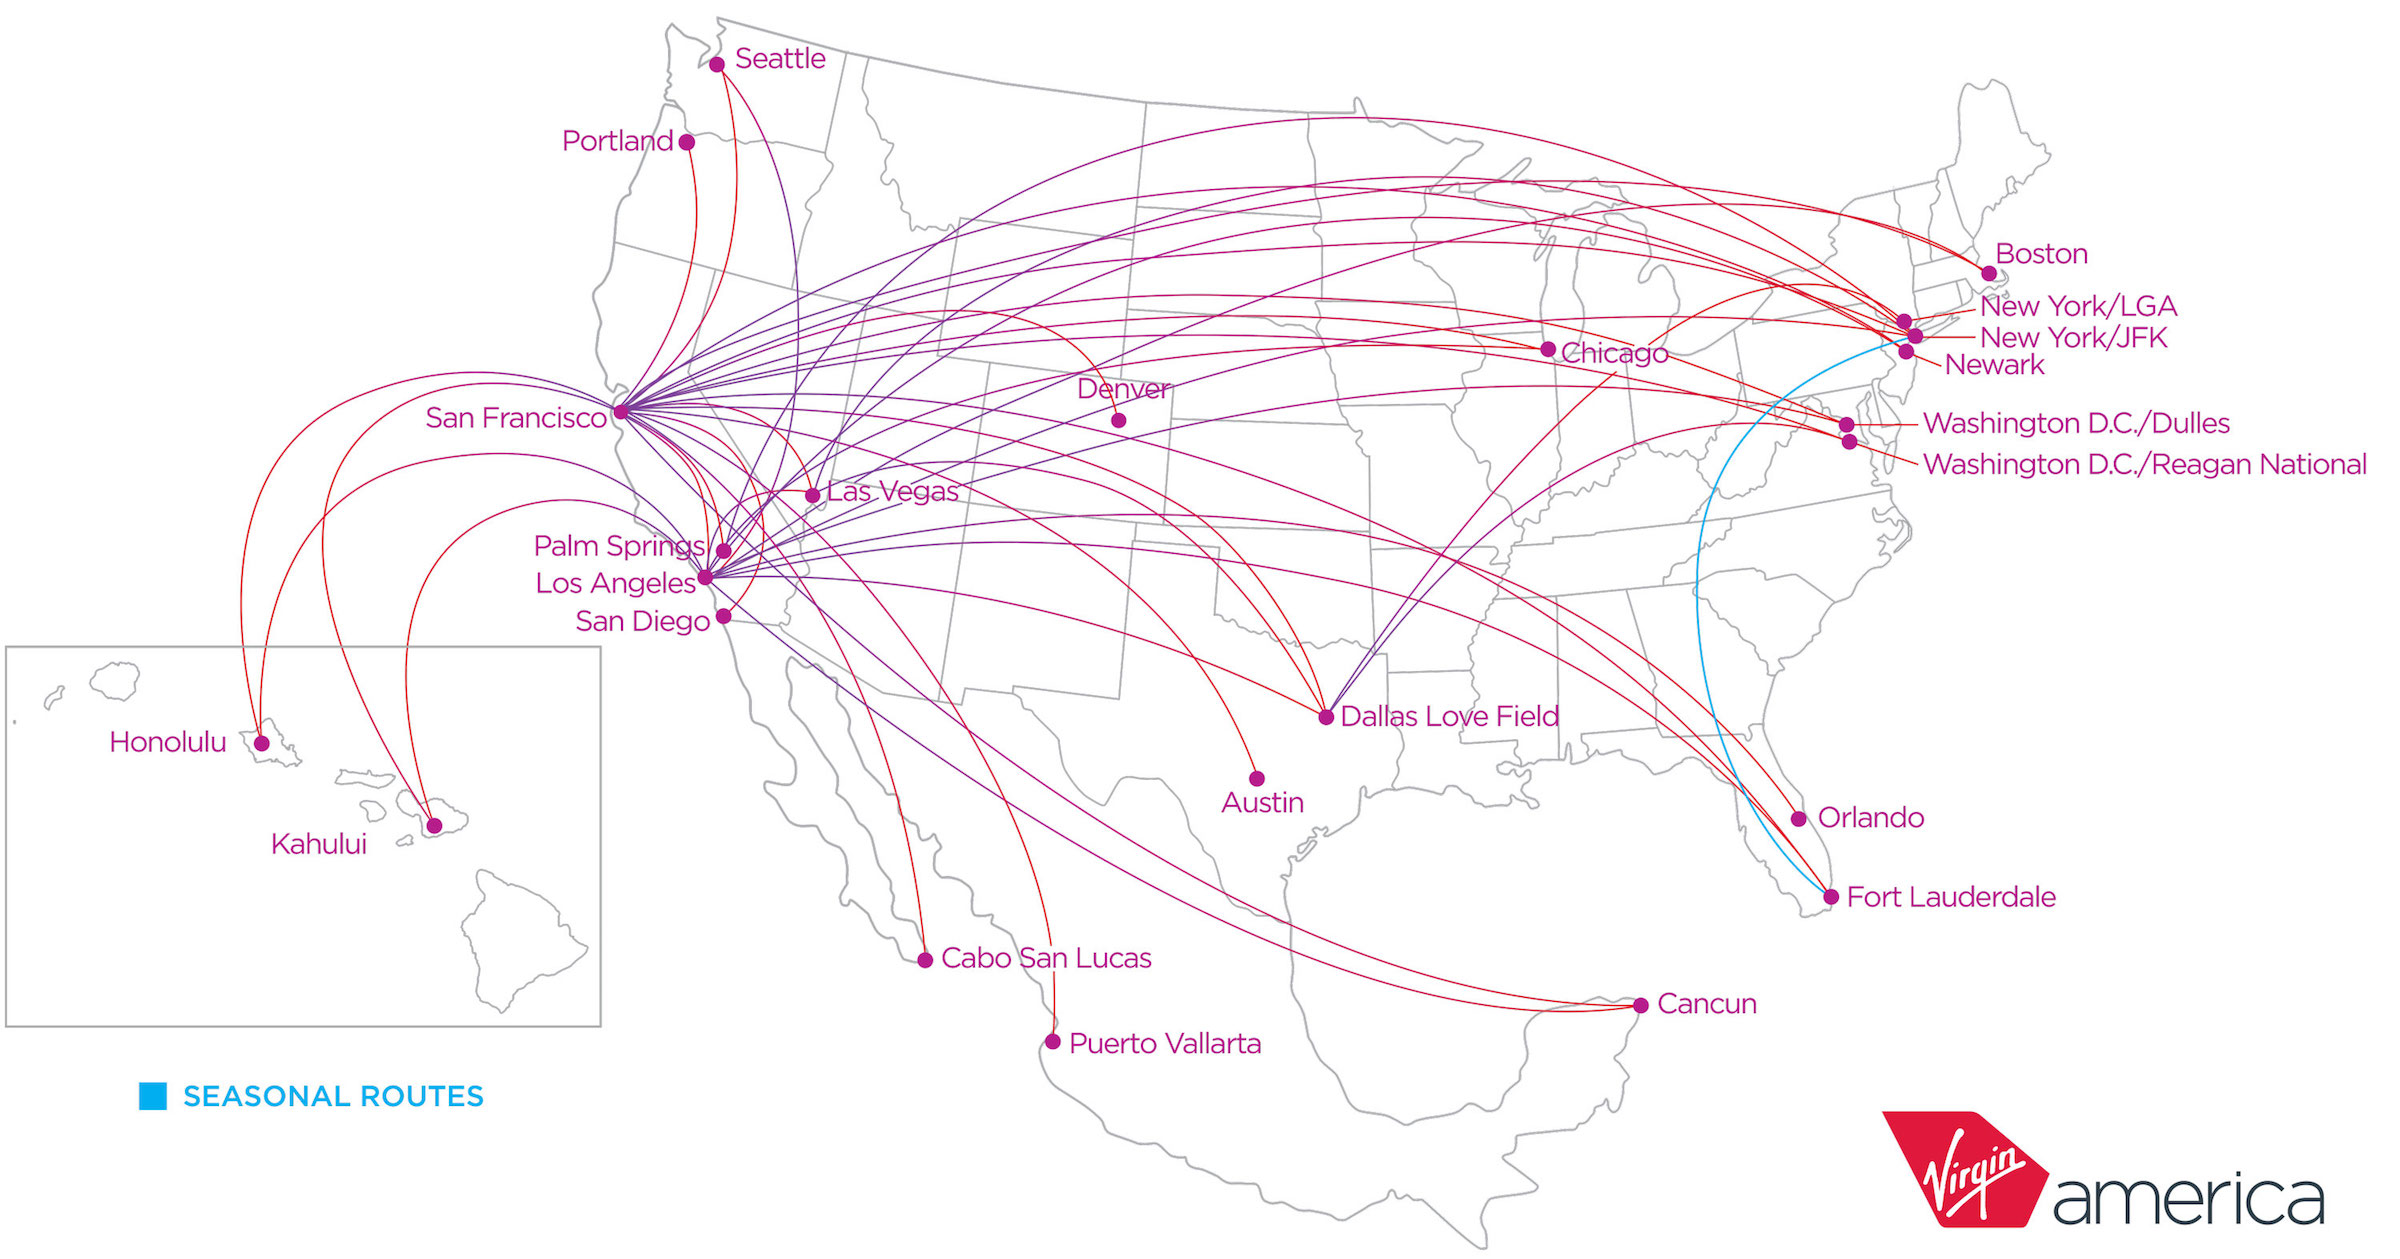 Seattle
Portland
Boston
New York/LGA
New York/JFK
Newark
Chicago
Denver
San Francisco
Washington D.C./Dulles
Washington D.C./Reagan National
Las Vegas
Palm Springs
Los Angeles
San Diego
Dallas Love Field
Honolulu
Austin
Orlando
Kahului
Fort Lauderdale
Cabo San Lucas
Cancun
Puerto Vallarta
SEASONAL ROUTES
Virgin
america